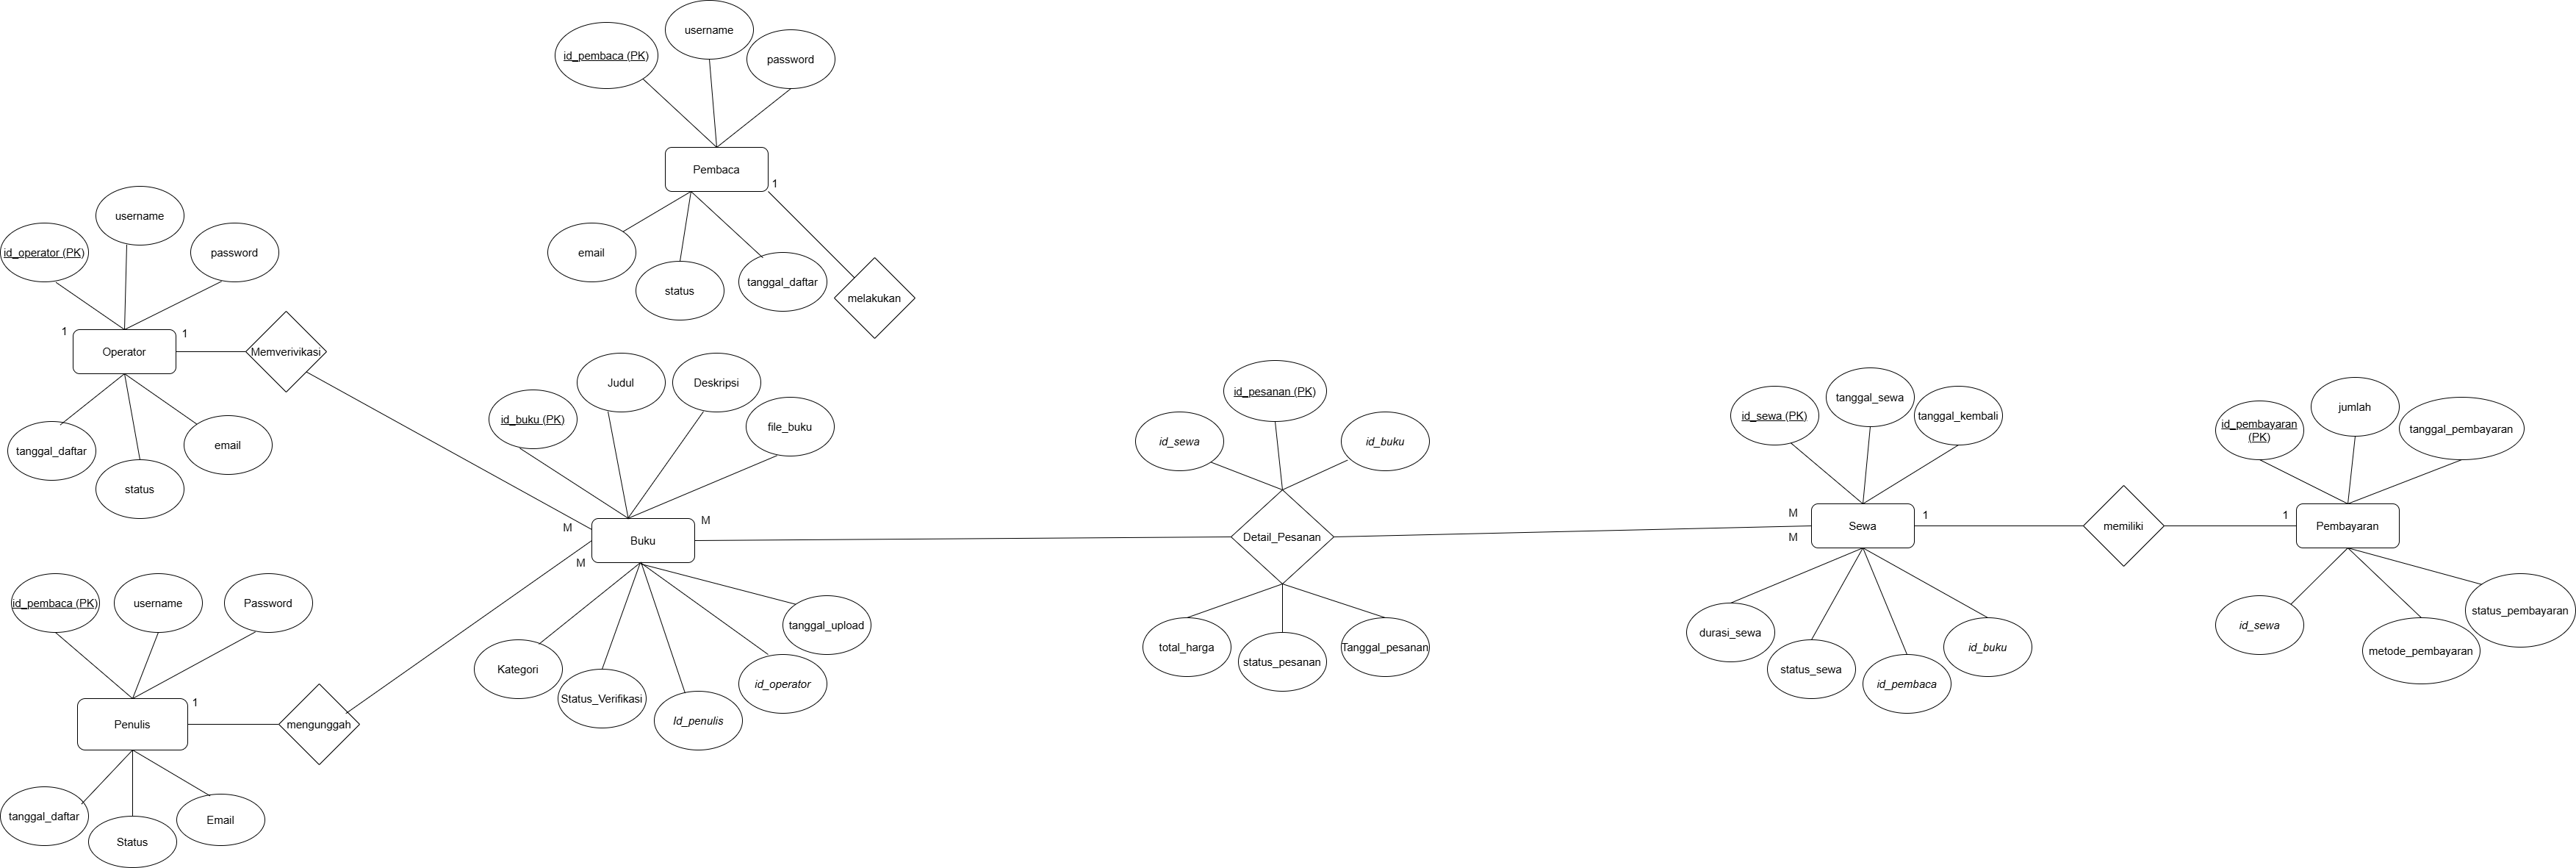 id_pembaca (PK)
username
password
Pembaca
1
email
status
tanggal_daftar
melakukan
id_operator (PK)
username
password
1
Operator
1
Memverivikasi
tanggal_daftar
status
email
id_buku (PK)
Judul
Deskripsi
file_buku
M
Buku
M
M
Kategori
Status_Verifikasi
Id_penulis
id_operator
tanggal_upload
id_pembaca (PK)
username
Password
Penulis
1
mengunggah
tanggal_daftar
Status
Email
id_sewa
id_pesanan (PK)
id_buku
Detail_Pesanan
total_harga
status_pesanan
Tanggal_pesanan
id_sewa (PK)
tanggal_sewa
tanggal_kembali
M
M
Sewa
1
durasi_sewa
status_sewa
id_pembaca
id_buku
memiliki
id_pembayaran
(PK)
jumlah
tanggal_pembayaran
1
Pembayaran
id_sewa
metode_pembayaran
status_pembayaran